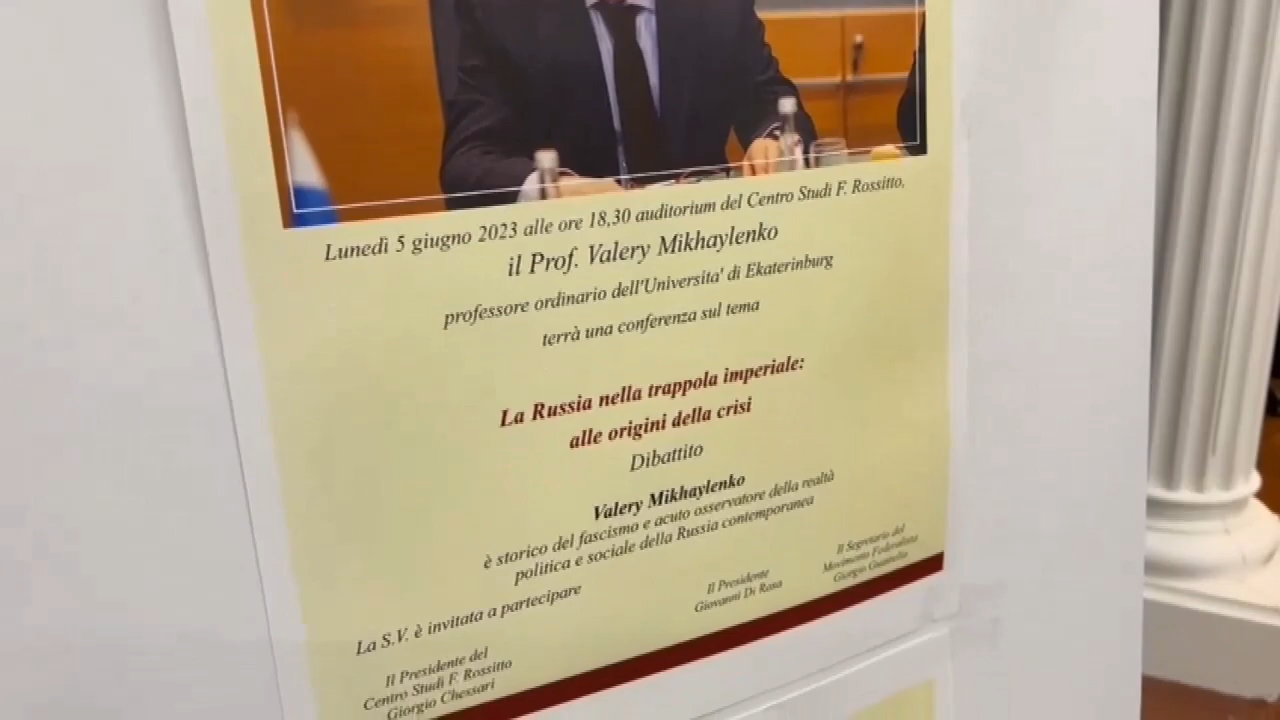 Lunedì 5 giugno 2023 alle ore 18,30 auditorium del Centro Studi F. Rossitto,
il Prof. Valery Mikhaylenko
professore ordinario dell'Universita' di Ekaterinburg
terrà una conferenza sul tema
La Russia nella trappola imperiale:
alle origini della crisi
Dibattito
Valery Mikhaylenko
è storico del fascismo e acuto osservatore della realtà
politica e sociale della Russia contemporanea
La S.V. è invitata a partecipare
Il Presidente del
Centro Studi F. Rossitto
Giorgio Chessari
Il Presidente
Giovanni Di Rosa
Il Segretario del
Movimento Federalista
Giorgio